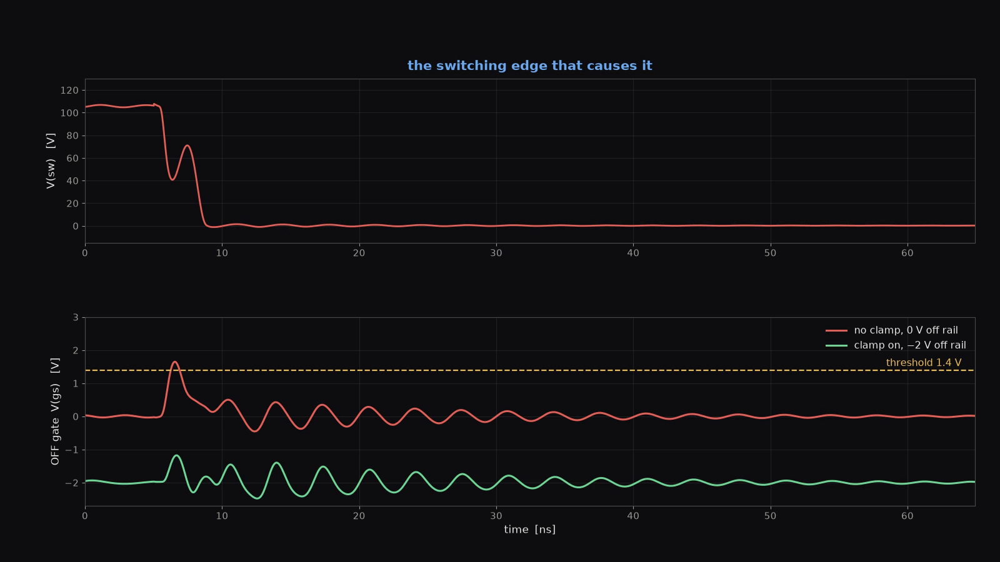 the switching edge that causes it
V(sw) [V]
120
100
80
60
40
20
0
0 10 20 30 40 50 60
OFF gate V(gs) [V]
3
2
1
0
−1
−2
no clamp, 0 V off rail
clamp on, −2 V off rail
threshold 1.4 V
0 10 20 30 40 50 60
time [ns]